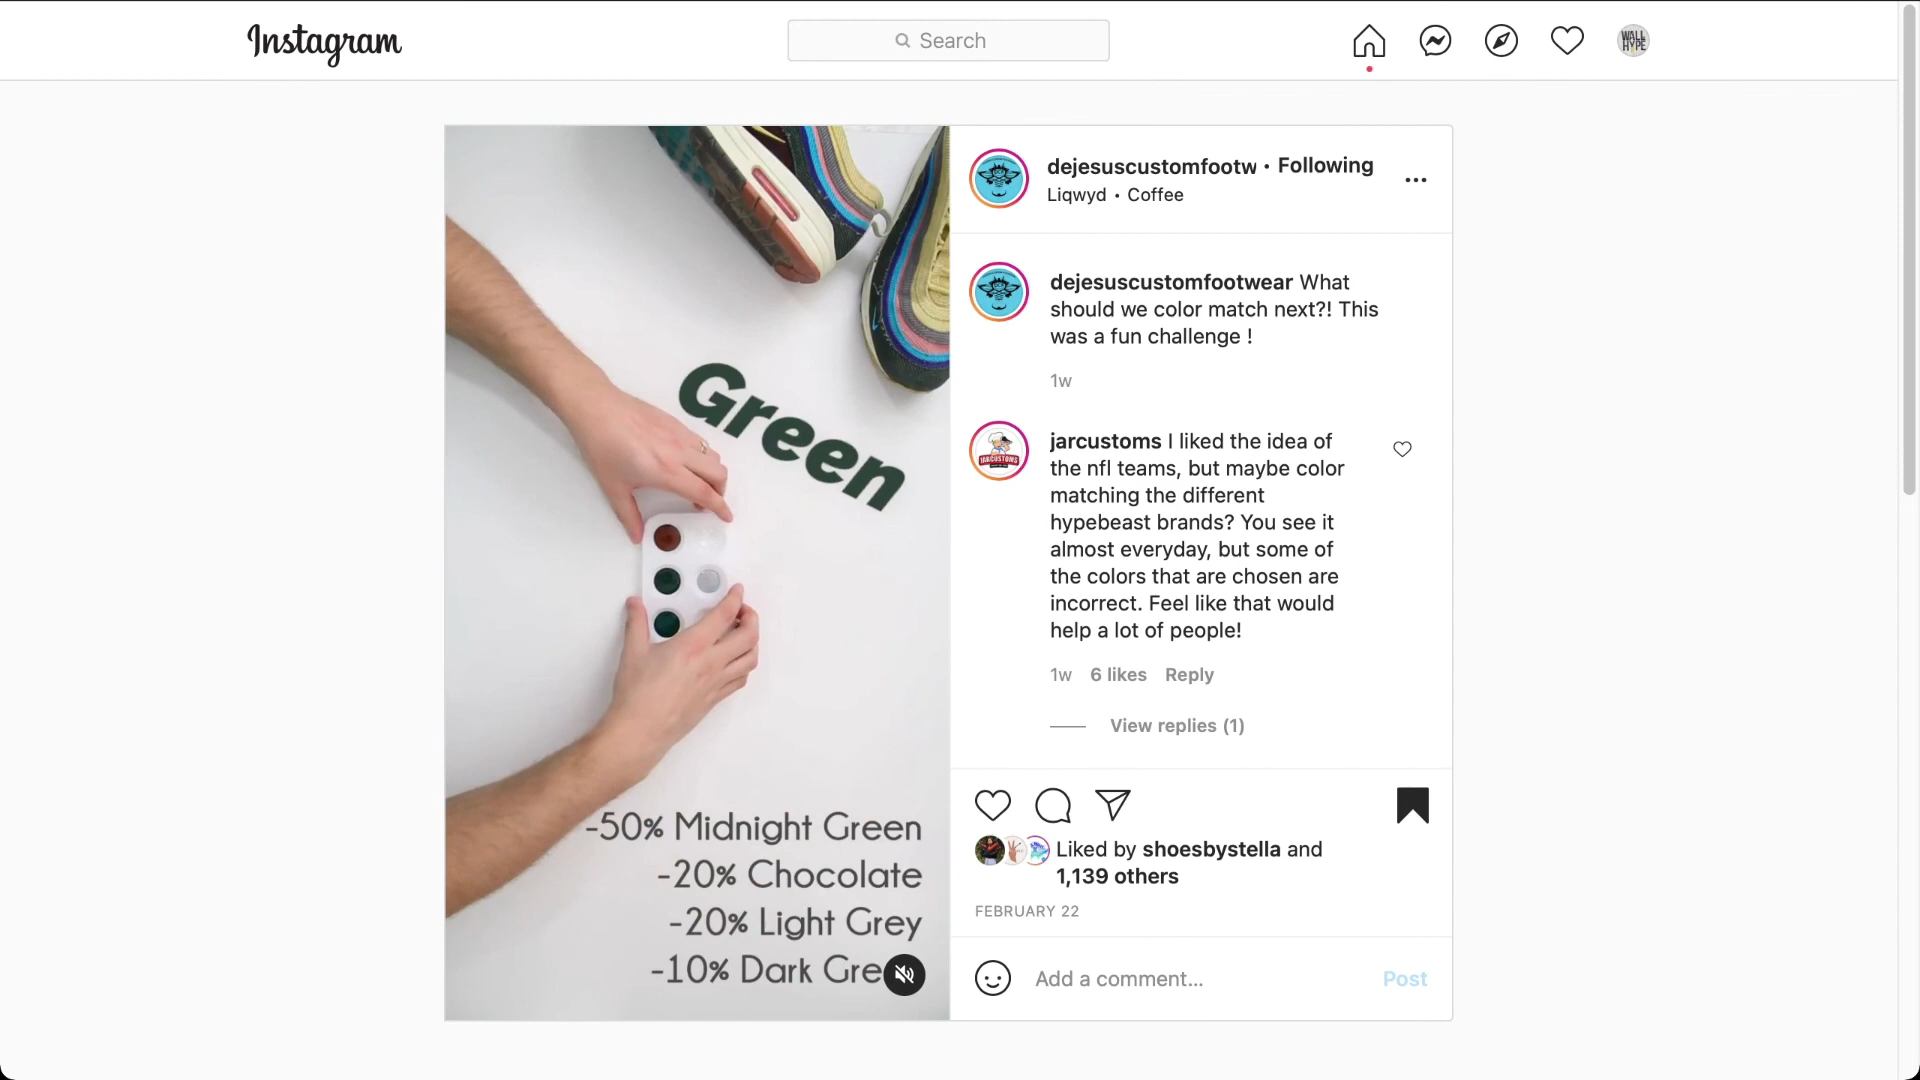 Instagram
Search
WALL
HYPE
Green
-50% Midnight Green
-20% Chocolate
-20% Light Grey
-10% Dark Gre
dejesuscustomfootw • Following
Liqwyd • Coffee
dejesuscustomfootwear What
should we color match next?! This
was a fun challenge !
1w
JARCUSTOMS
jarcustoms I liked the idea of
the nfl teams, but maybe color
matching the different
hypebeast brands? You see it
almost everyday, but some of
the colors that are chosen are
incorrect. Feel like that would
help a lot of people!
1w 6 likes Reply
View replies (1)
Liked by shoesbystella and
1,139 others
FEBRUARY 22
Add a comment...
Post